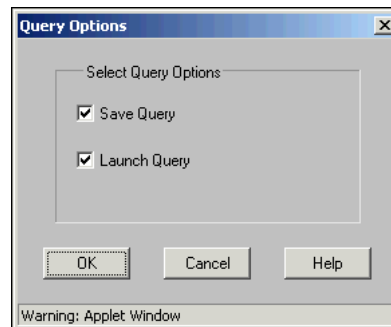 Query Options
Select Query Options
Save Query
Launch Query
OK Cancel Help
Warning: Applet Window